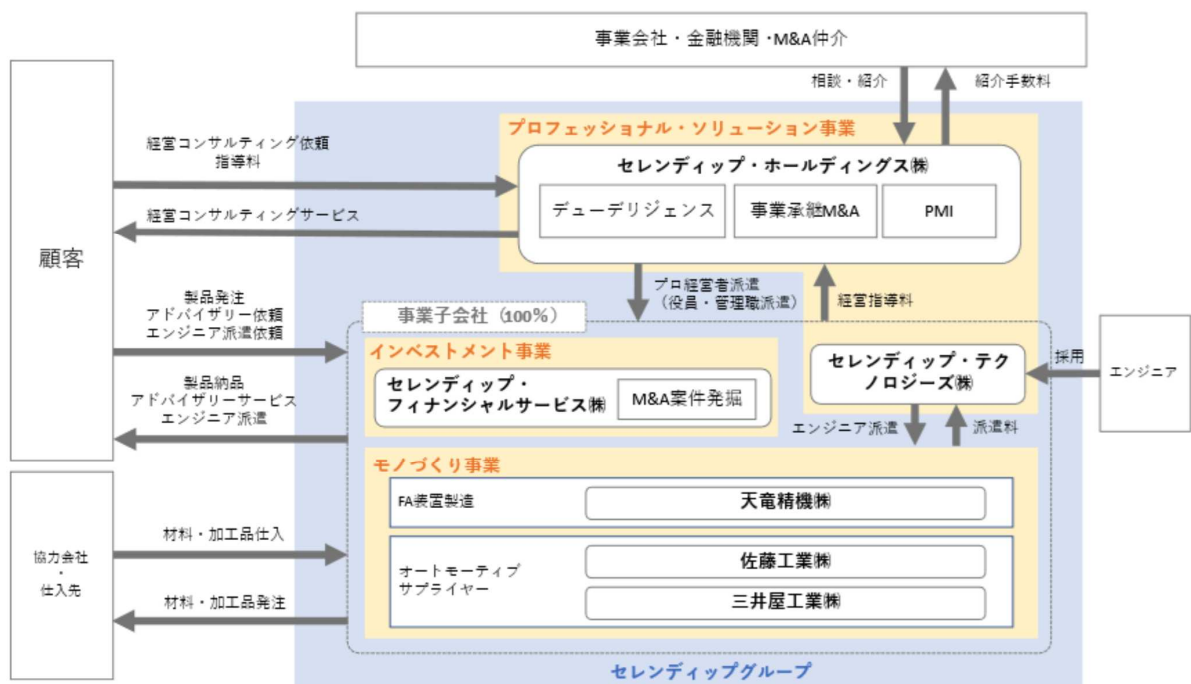 事業会社・金融機関・M&A仲介
相談・紹介
紹介手数料
プロフェッショナル・ソリューション事業
セレンディップ・ホールディングス㈱
デューデリジェンス
事業承継M&A
PMI
経営コンサルティング依頼
指導料
経営コンサルティングサービス
顧客
プロ経営者派遣
（役員・管理職派遣）
経営指導料
製品発注
アドバイザリー依頼
エンジニア派遣依頼
事業子会社（100%）
インベストメント事業
セレンディップ・
フィナンシャルサービス㈱
M&A案件発掘
セレンディップ・テク
ノロジーズ㈱
採用
エンジニア
製品納品
アドバイザリーサービス
エンジニア派遣
エンジニア派遣
派遣料
モノづくり事業
FA装置製造
天竜精機㈱
オートモーティブ
サプライヤー
佐藤工業㈱
三井屋工業㈱
材料・加工品仕入
協力会社
・
仕入先
材料・加工品発注
セレンディップグループ